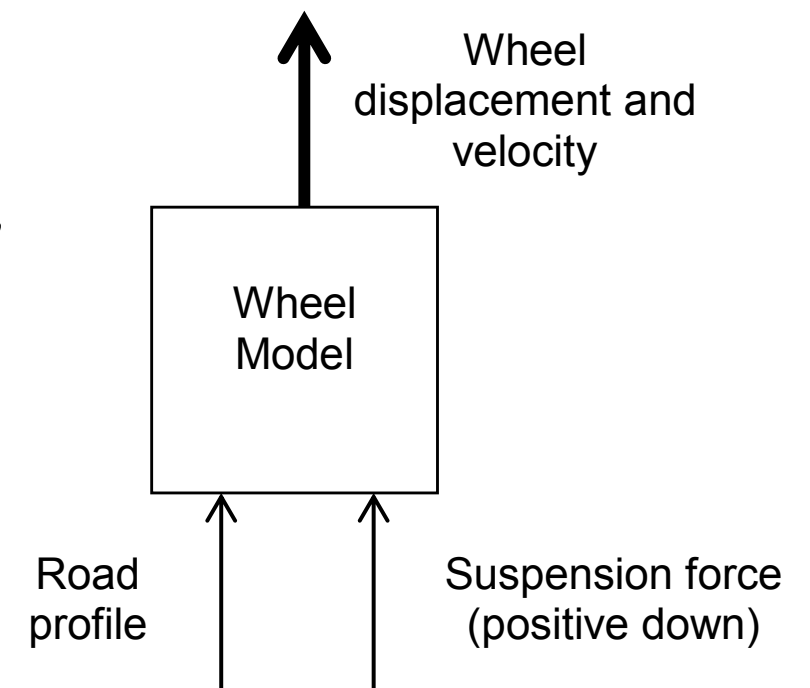 Wheel
displacement and
velocity
Wheel
Model
Road
profile
Suspension force
(positive down)